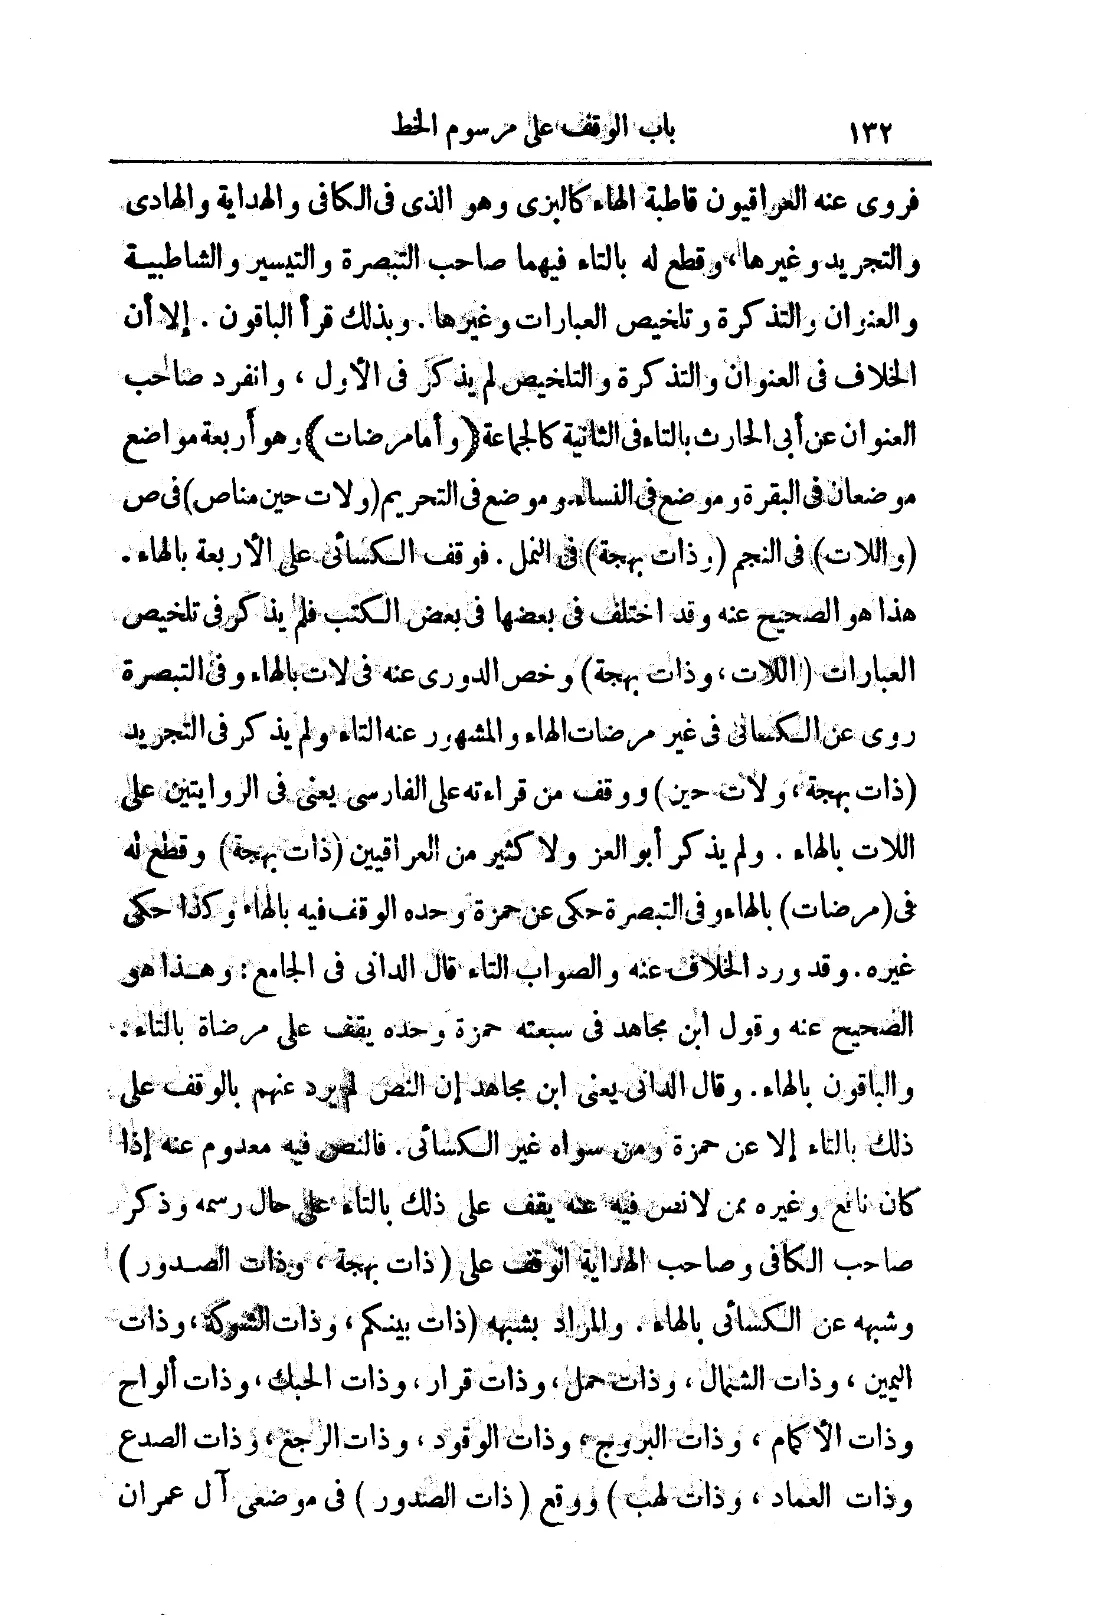 ١٣٢ باب الوقف على مرسوم الخط
فروى عنه العراقيون قاطبة الهاء كالبزى وهو الذى فى الكافى والهداية والهادى
والتجريد وغيرها، وقطع له بالتاء فيهما صاحب التبصرة والتيسير والشاطبيـة
والعنوان والتذكرة وتلخيص العبارات وغيرها. وبذلك قرأ الباقون. إلا أن
الخلاف فى العنوان والتذكرة والتلخيص لم يذكر فى الأول، وانفرد صاحب
العنوان عن أبى الحارث بالتاء فى الثانية كالجماعة (وأما مرضات) وهو أربعة مواضع
موضعان فى البقرة وموضع فى النساء وموضع فى التحريم (ولات حين مناص) فى ص
(واللات) فى النجم (وذات بهجة) فى النمل. فوقف الكسائى على الأربعة بالهاء.
هذا هو الصحيح عنه وقد اختلف فى بعضها فى بعض الكتب فلم يذكر فى تلخيص
العبارات (اللات، وذات بهجة) وخص الدورى عنه فى لات بالهاء وفى التبصرة
روى عن الكسائى فى غير مرضات الهاء والمشهور عنه التاء ولم يذكر فى التجريد
(ذات بهجة، ولات حين) ووقف من قراءته على الفارسى يعنى فى الروايتين على
اللات بالهاء. ولم يذكر أبو العز ولا كثير من العراقيين (ذات بهجة) وقطع له
فى (مرضات) بالهاء وفى التبصرة حكى عن حمزة وحده الوقف فيه بالهاء وكذا حكى
غيره. وقد ورد الخلاف عنه والصواب التاء قال الدانى فى الجامع: وهـذا هو
الصحيح عنه وقول ابن مجاهد فى سبعته حمزة وحده يقف على مرضاة بالتاء.
والباقون بالهاء. وقال الدانى يعنى ابن مجاهد إن النص لم يرد عنهم بالوقف على
ذلك بالتاء إلا عن حمزة ومن سواه غير الكسائى. فالنص فيه معدوم عنه إذا
كان نافع وغيره ممن لا نص فيه عنه يقف على ذلك بالتاء على حال رسمه وذكر
صاحب الكافى وصاحب الهداية الوقف على (ذات بهجة، وذات الصـدور)
وشبهه عن الكسائى بالهاء. والمراد بشبهه (ذات بينكم، وذات الشوكة، وذات
اليمين، وذات الشمال، وذات حمل، وذات قرار، وذات الحبك، وذات ألواح
وذات الأكمام، وذات البروج، وذات الوقود، وذات الرجع، وذات الصدع
وذات العماد، وذات لهب) ووقع (ذات الصدور) فى موضعى آل عمران